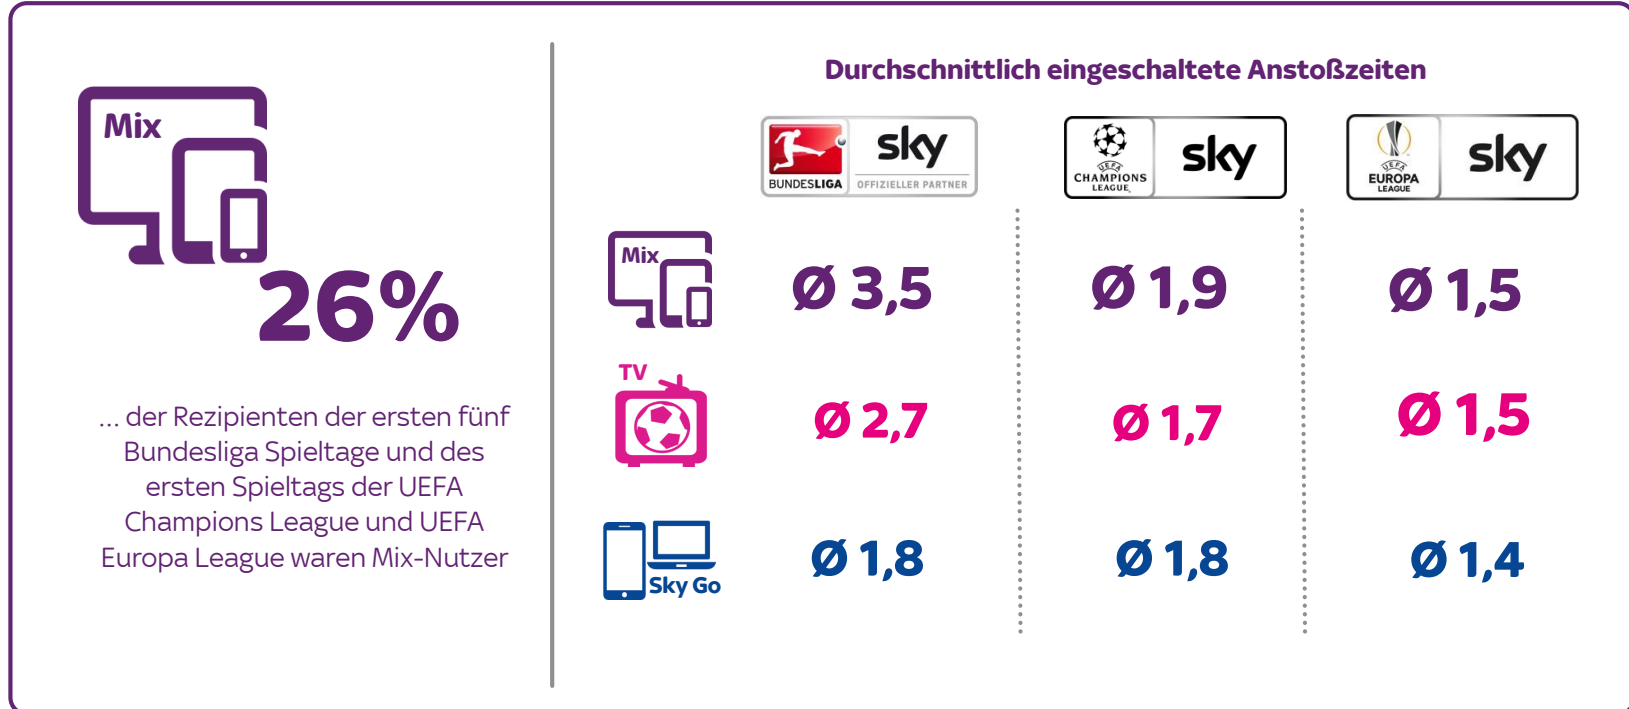 Mix
26%
... der Rezipienten der ersten fünf
Bundesliga Spieltage und des
ersten Spieltags der UEFA
Champions League und UEFA
Europa League waren Mix-Nutzer
Durchschnittlich eingeschaltete Anstoßzeiten
BUNDESLIGA
sky
OFFIZIELLER PARTNER
UEFA
CHAMPIONS
LEAGUE
sky
UEFA
EUROPA
LEAGUE
sky
Mix
Ø 3,5
Ø 1,9
Ø 1,5
TV
Ø 2,7
Ø 1,7
Ø 1,5
Sky Go
Ø 1,8
Ø 1,8
Ø 1,4